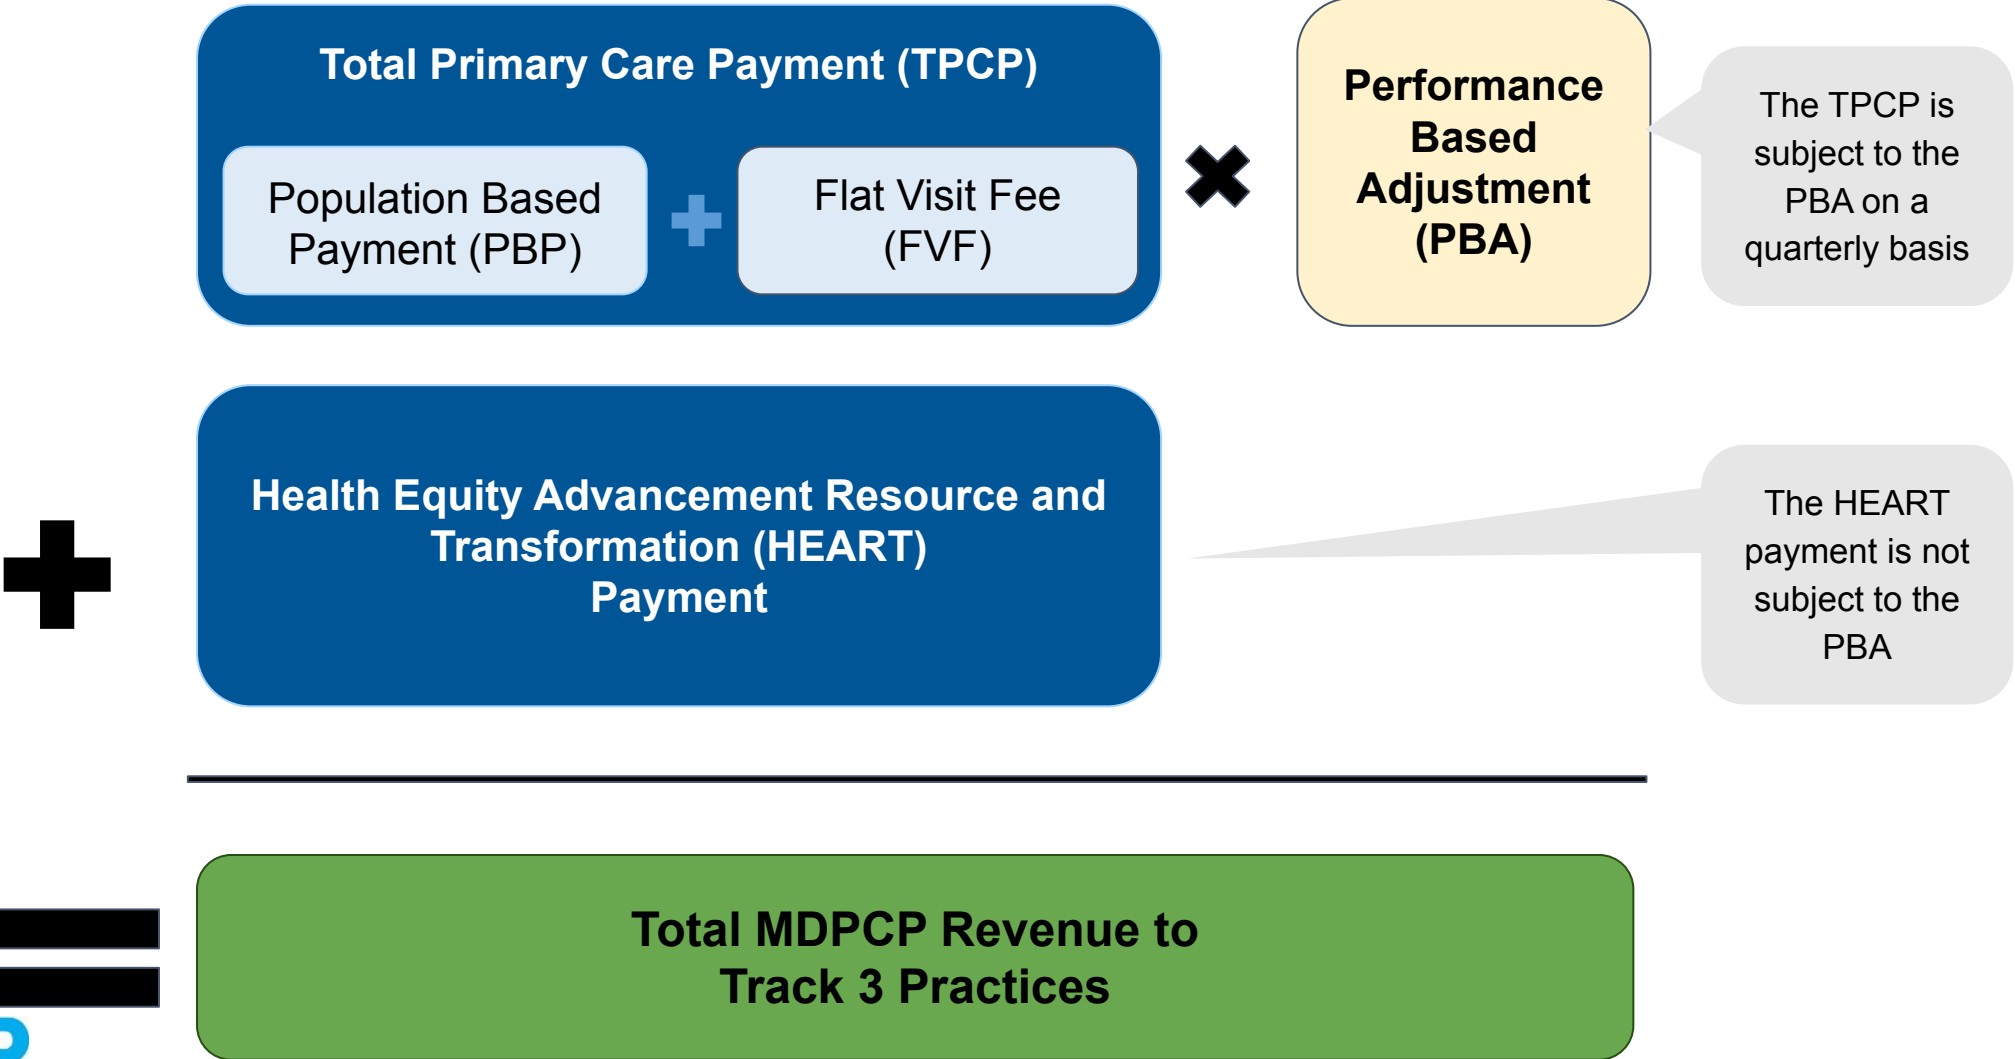 Total Primary Care Payment (TPCP)
Population Based
Payment (PBP)
Flat Visit Fee
(FVF)
Performance
Based
Adjustment
(PBA)
The TPCP is
subject to the
PBA on a
quarterly basis
Health Equity Advancement Resource and
Transformation (HEART)
Payment
The HEART
payment is not
subject to the
PBA
Total MDPCP Revenue to
Track 3 Practices